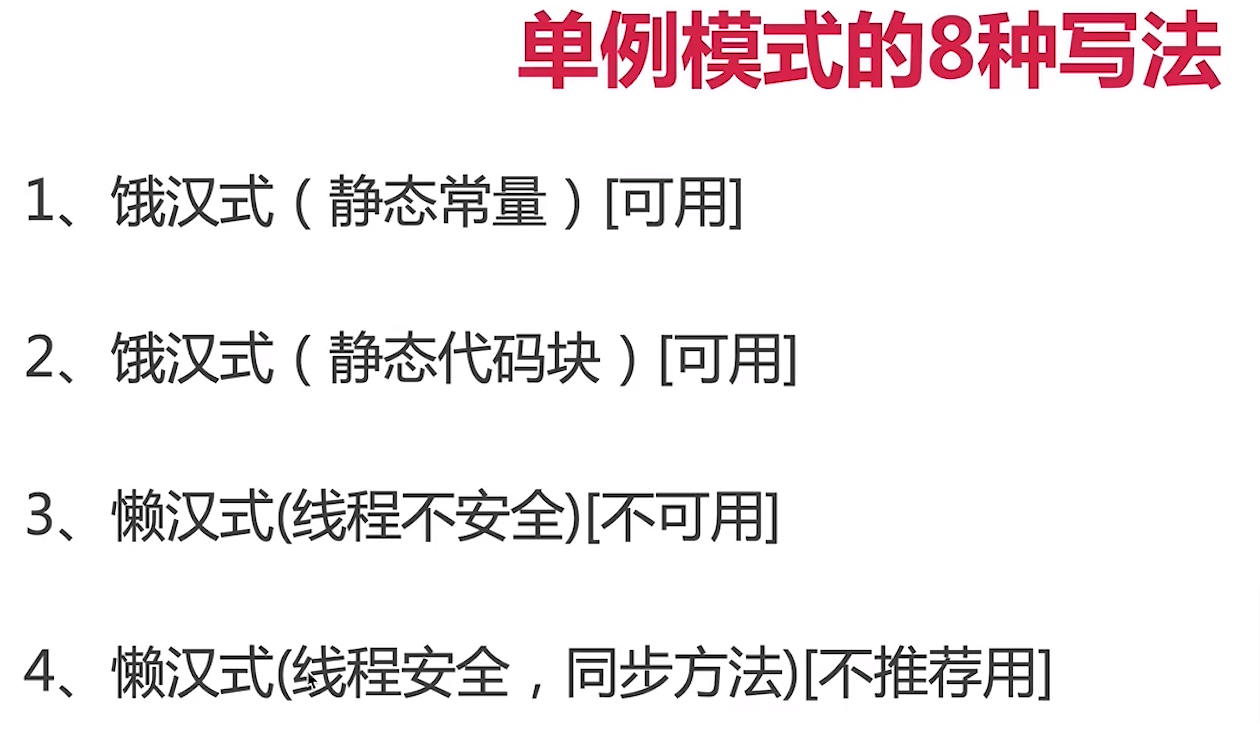 单例模式的8种写法
1、饿汉式（静态常量）[可用]
2、饿汉式（静态代码块）[可用]
3、懒汉式(线程不安全)[不可用]
4、懒汉式(线程安全，同步方法)[不推荐用]